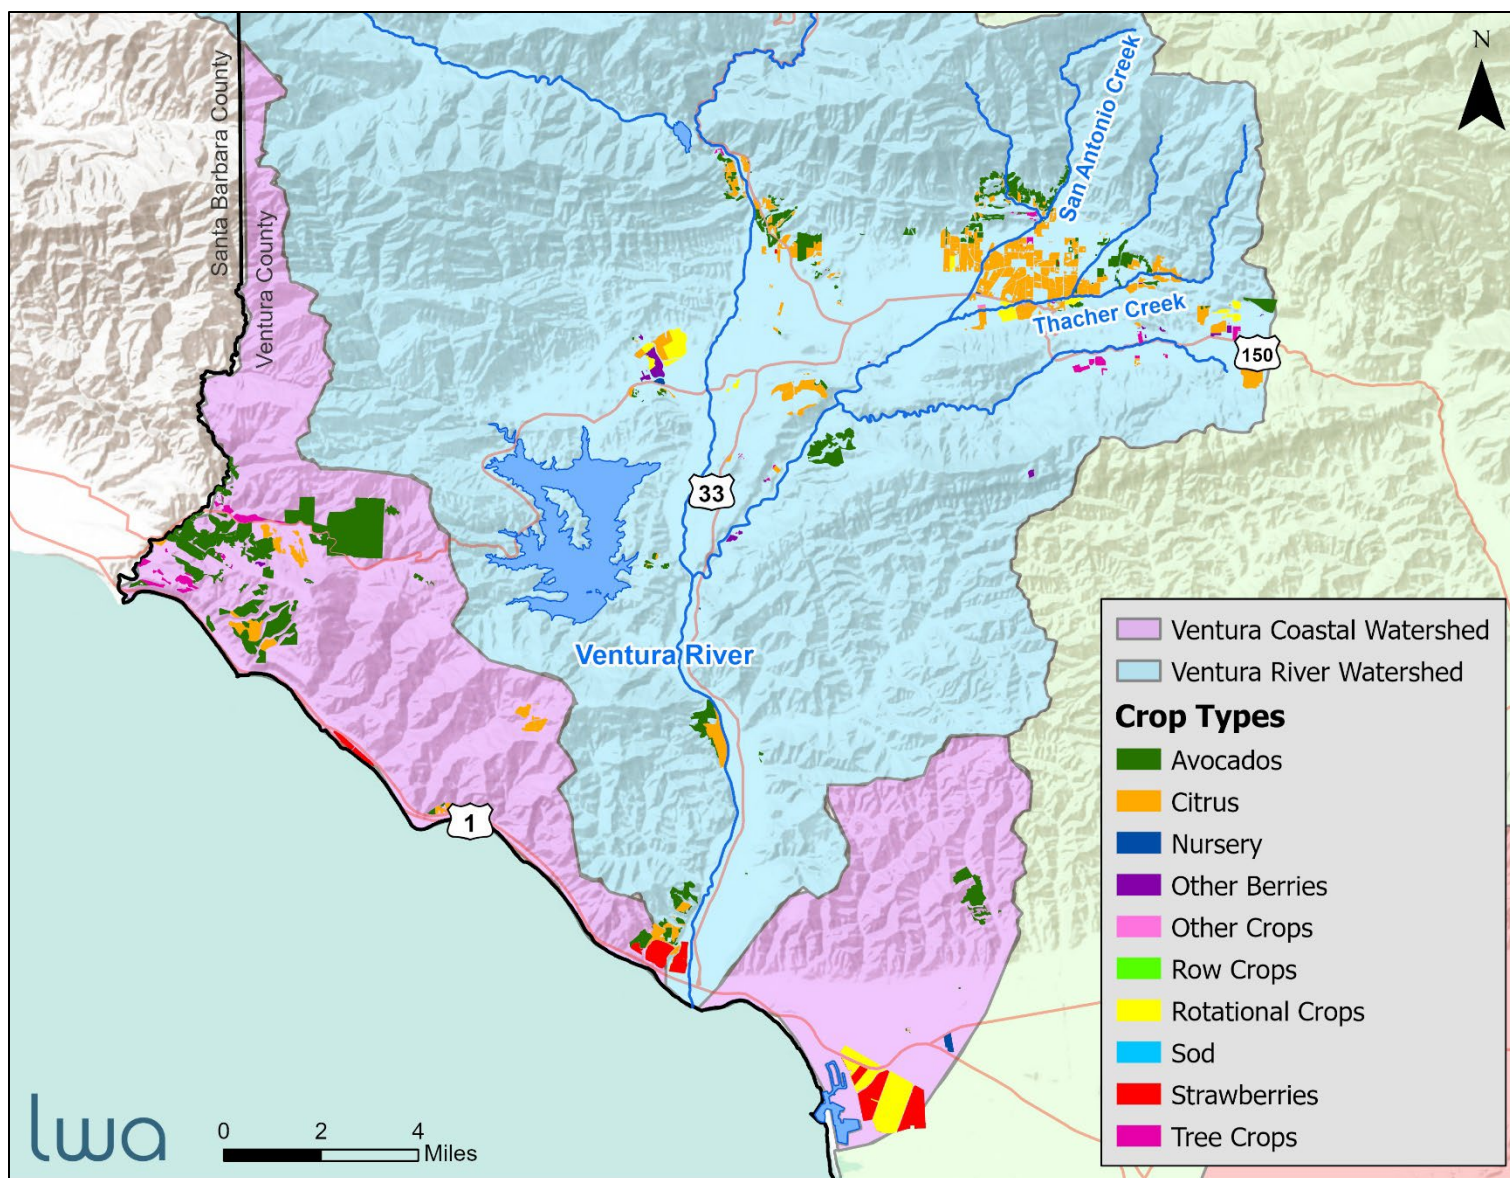 N
Santa Barbara County
Ventura County
San Antonio Creek
Thacher Creek
150
33
Ventura River
1
Ventura Coastal Watershed
Ventura River Watershed
Crop Types
Avocados
Citrus
Nursery
Other Berries
Other Crops
Row Crops
Rotational Crops
Sod
Strawberries
Tree Crops
lwa
0 2 4
Miles